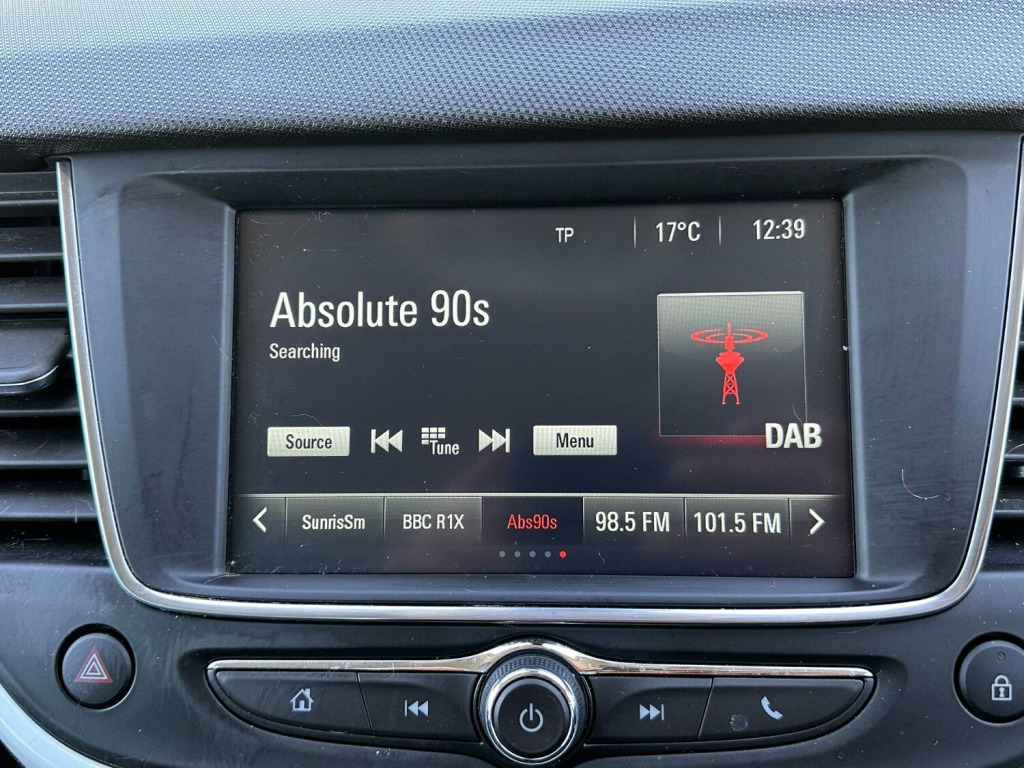 TP 17°C 12:39
Absolute 90s
Searching
DAB
Source Tune Menu
SunrisSm BBC R1X Abs90s 98.5 FM 101.5 FM